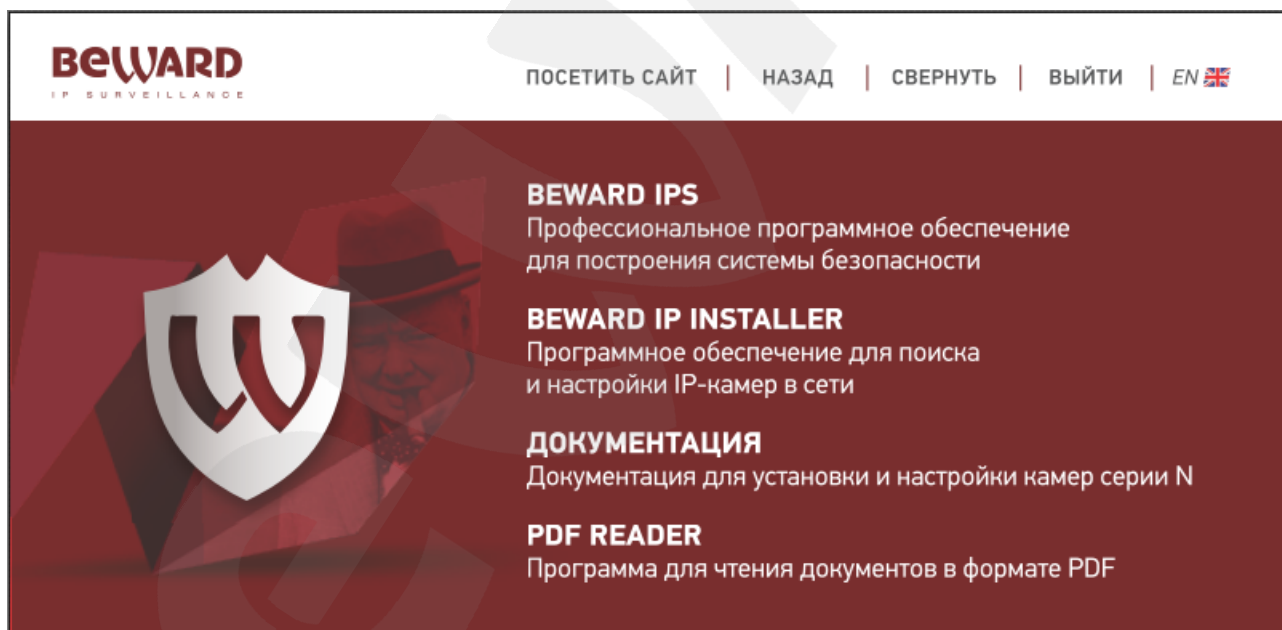 BEWARD
IP SURVEILLANCE
ПОСЕТИТЬ САЙТ | НАЗАД | СВЕРНУТЬ | ВЫЙТИ | EN
BEWARD IPS
Профессиональное программное обеспечение
для построения системы безопасности
BEWARD IP INSTALLER
Программное обеспечение для поиска
и настройки IP-камер в сети
ДОКУМЕНТАЦИЯ
Документация для установки и настройки камер серии N
PDF READER
Программа для чтения документов в формате PDF